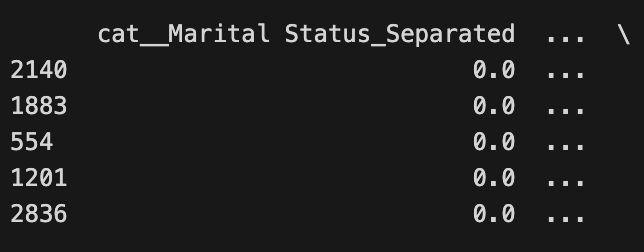 cat__Marital Status_Separated ... \
2140 0.0 ...
1883 0.0 ...
554 0.0 ...
1201 0.0 ...
2836 0.0 ...